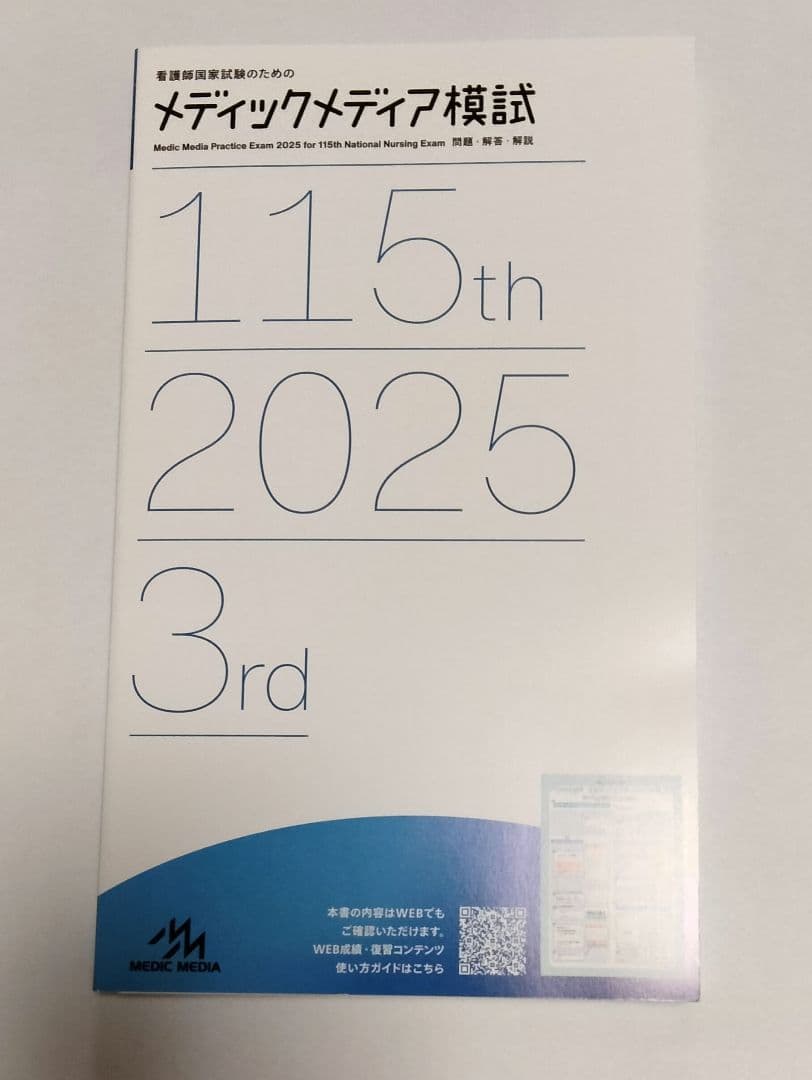 看護師国家試験のための
メディックメディア模試
Medic Media Practice Exam 2025 for 115th National Nursing Exam 問題・解答・解説
115th
2025
3rd
本書の内容はWEBでも
ご確認いただけます。
WEB成績・復習コンテンツ
使い方ガイドはこちら
MEDIC MEDIA